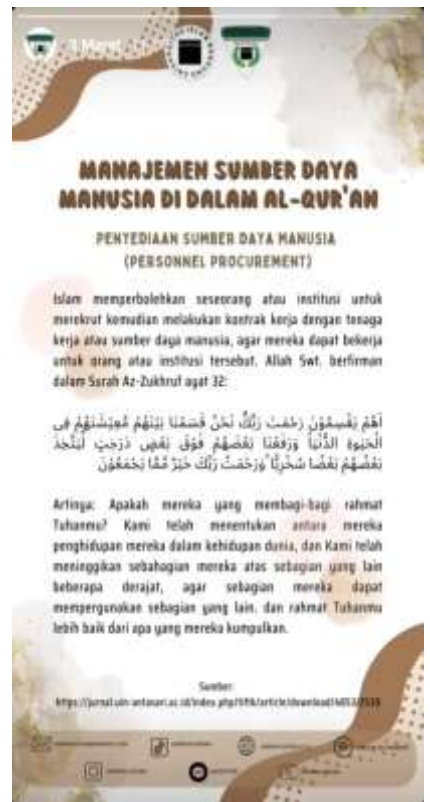 3 Maret
MANAJEMEN SUMBER DAYA
MANUSIA DI DALAM AL-QUR'AN
PENYEDIAAN SUMBER DAYA MANUSIA
(PERSONNEL PROCUREMENT)
Islam memperbolehkan seseorang atau institusi untuk
merekrut kemudian melakukan kontrak kerja dengan tenaga
kerja atau sumber daya manusia, agar mereka dapat bekerja
untuk orang atau institusi tersebut. Allah Swt. berfirman
dalam Surah Az-Zukhruf ayat 32:
اَهُمْ يَقْسِمُوْنَ رَحْمَتَ رَبِّكَۗ نَحْنُ قَسَمْنَا بَيْنَهُمْ مَّعِيْشَتَهُمْ فِى
الْحَيٰوةِ الدُّنْيَاۙ وَرَفَعْنَا بَعْضَهُمْ فَوْقَ بَعْضٍ دَرَجٰتٍ لِّيَتَّخِذَ
بَعْضُهُمْ بَعْضًا سُخْرِيًّاۗ وَرَحْمَتُ رَبِّكَ خَيْرٌ مِّمَّا يَجْمَعُوْنَ
Artinya: Apakah mereka yang membagi-bagi rahmat
Tuhanmu? Kami telah menentukan antara mereka
penghidupan mereka dalam kehidupan dunia, dan Kami telah
meninggikan sebahagian mereka atas sebagian yang lain
beberapa derajat, agar sebagian mereka dapat
mempergunakan sebagian yang lain. dan rahmat Tuhanmu
lebih baik dari apa yang mereka kumpulkan.
Sumber: